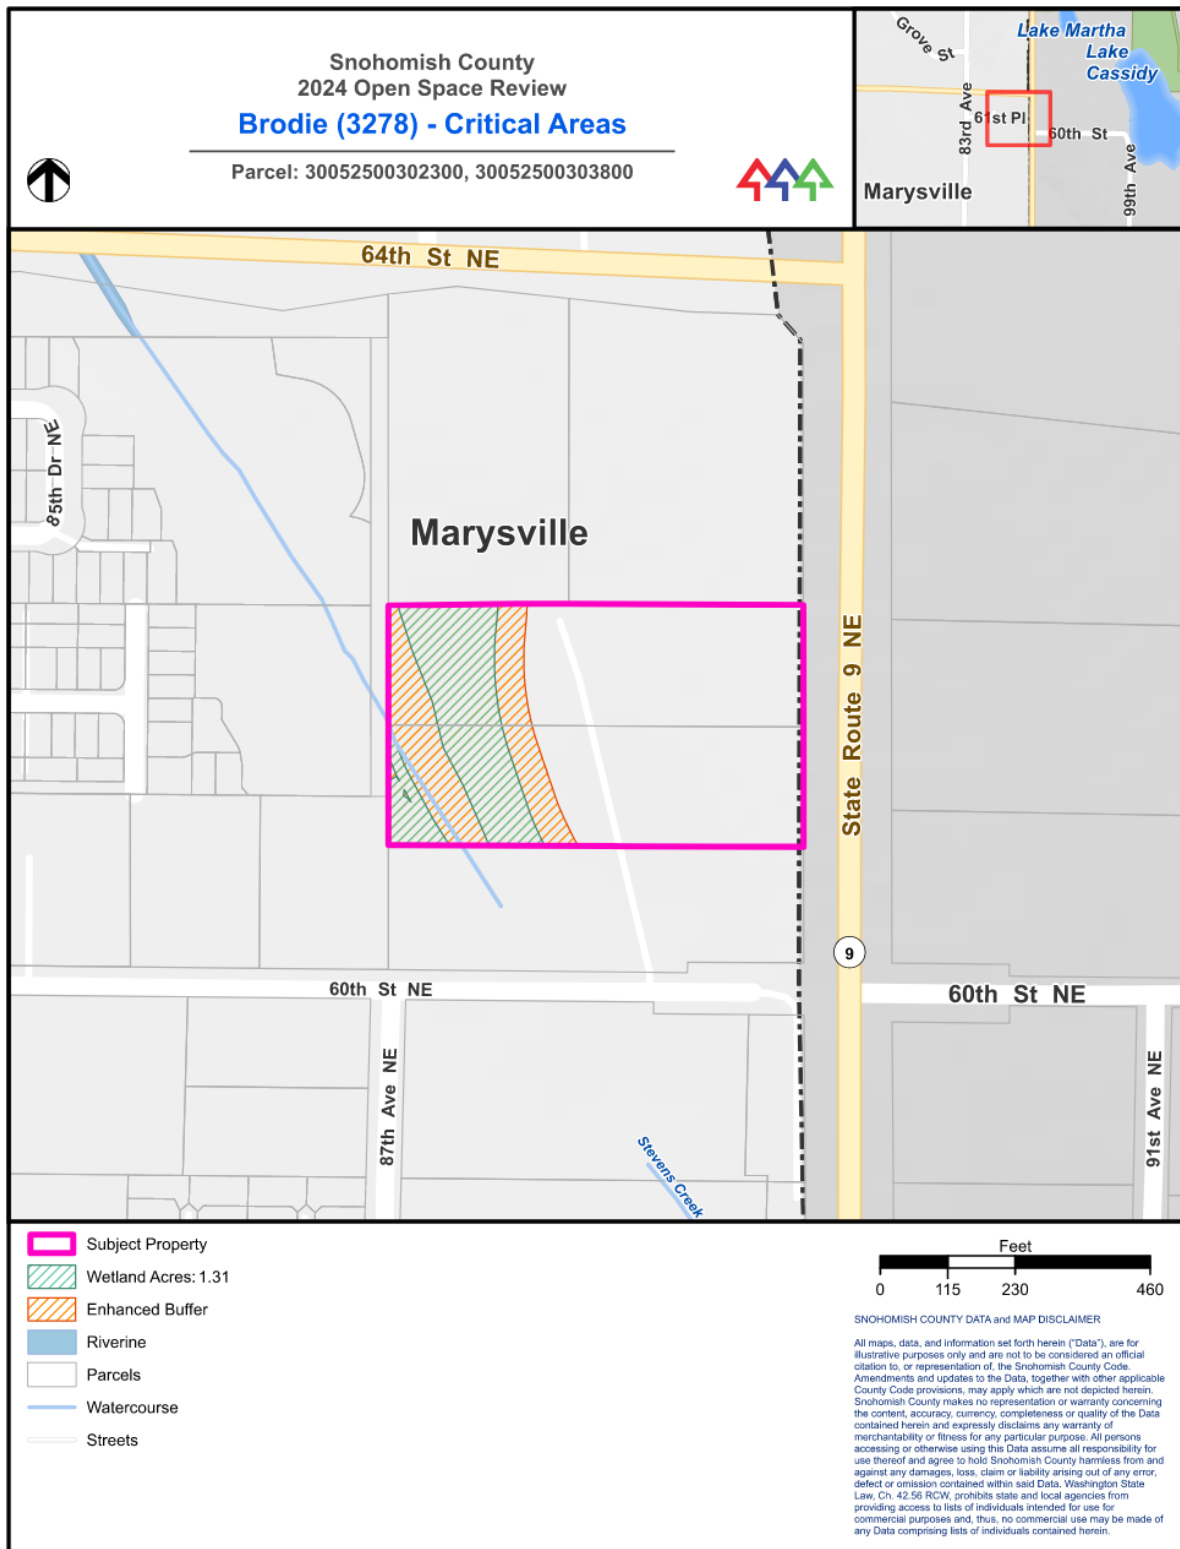 Snohomish County
2024 Open Space Review
Brodie (3278) - Critical Areas
Parcel: 30052500302300, 30052500303800
Grove St
83rd Ave
61st Pl
60th St
99th Ave
Lake Martha
Lake
Cassidy
Marysville
64th St NE
85th Dr NE
Marysville
State Route 9 NE
9
60th St NE
60th St NE
87th Ave NE
91st Ave NE
Stevens Creek
Subject Property
Wetland Acres: 1.31
Enhanced Buffer
Riverine
Parcels
Watercourse
Streets
Feet
0 115 230 460
SNOHOMISH COUNTY DATA and MAP DISCLAIMER
All maps, data, and information set forth herein ("Data"), are for
illustrative purposes only and are not to be considered an official
citation to, or representation of, the Snohomish County Code.
Amendments and updates to the Data, together with other applicable
County Code provisions, may apply which are not depicted herein.
Snohomish County makes no representation or warranty concerning
the content, accuracy, currency, completeness or quality of the Data
contained herein and expressly disclaims any warranty of
merchantability or fitness for any particular purpose. All persons
accessing or otherwise using this Data assume all responsibility for
use thereof and agree to hold Snohomish County harmless from and
against any damages, loss, claim or liability arising out of any error,
defect or omission contained within said Data. Washington State
Law, Ch. 42.56 RCW, prohibits state and local agencies from
providing access to lists of individuals intended for use for
commercial purposes and, thus, no commercial use may be made of
any Data comprising lists of individuals contained herein.